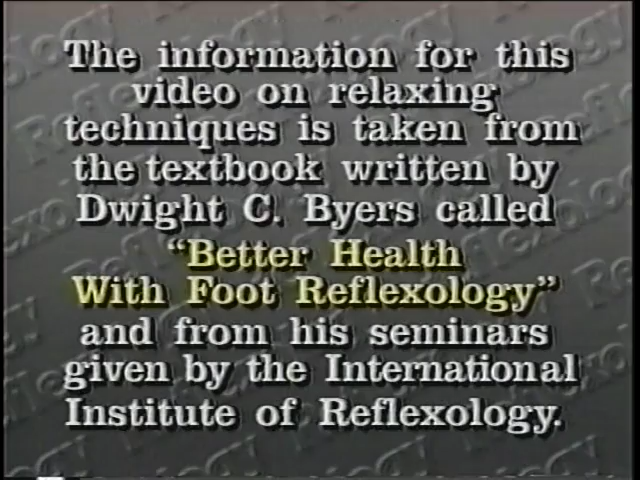 The information for this
video on relaxing
techniques is taken from
the textbook written by
Dwight C. Byers called
“Better Health
With Foot Reflexology”
and from his seminars
given by the International
Institute of Reflexology.